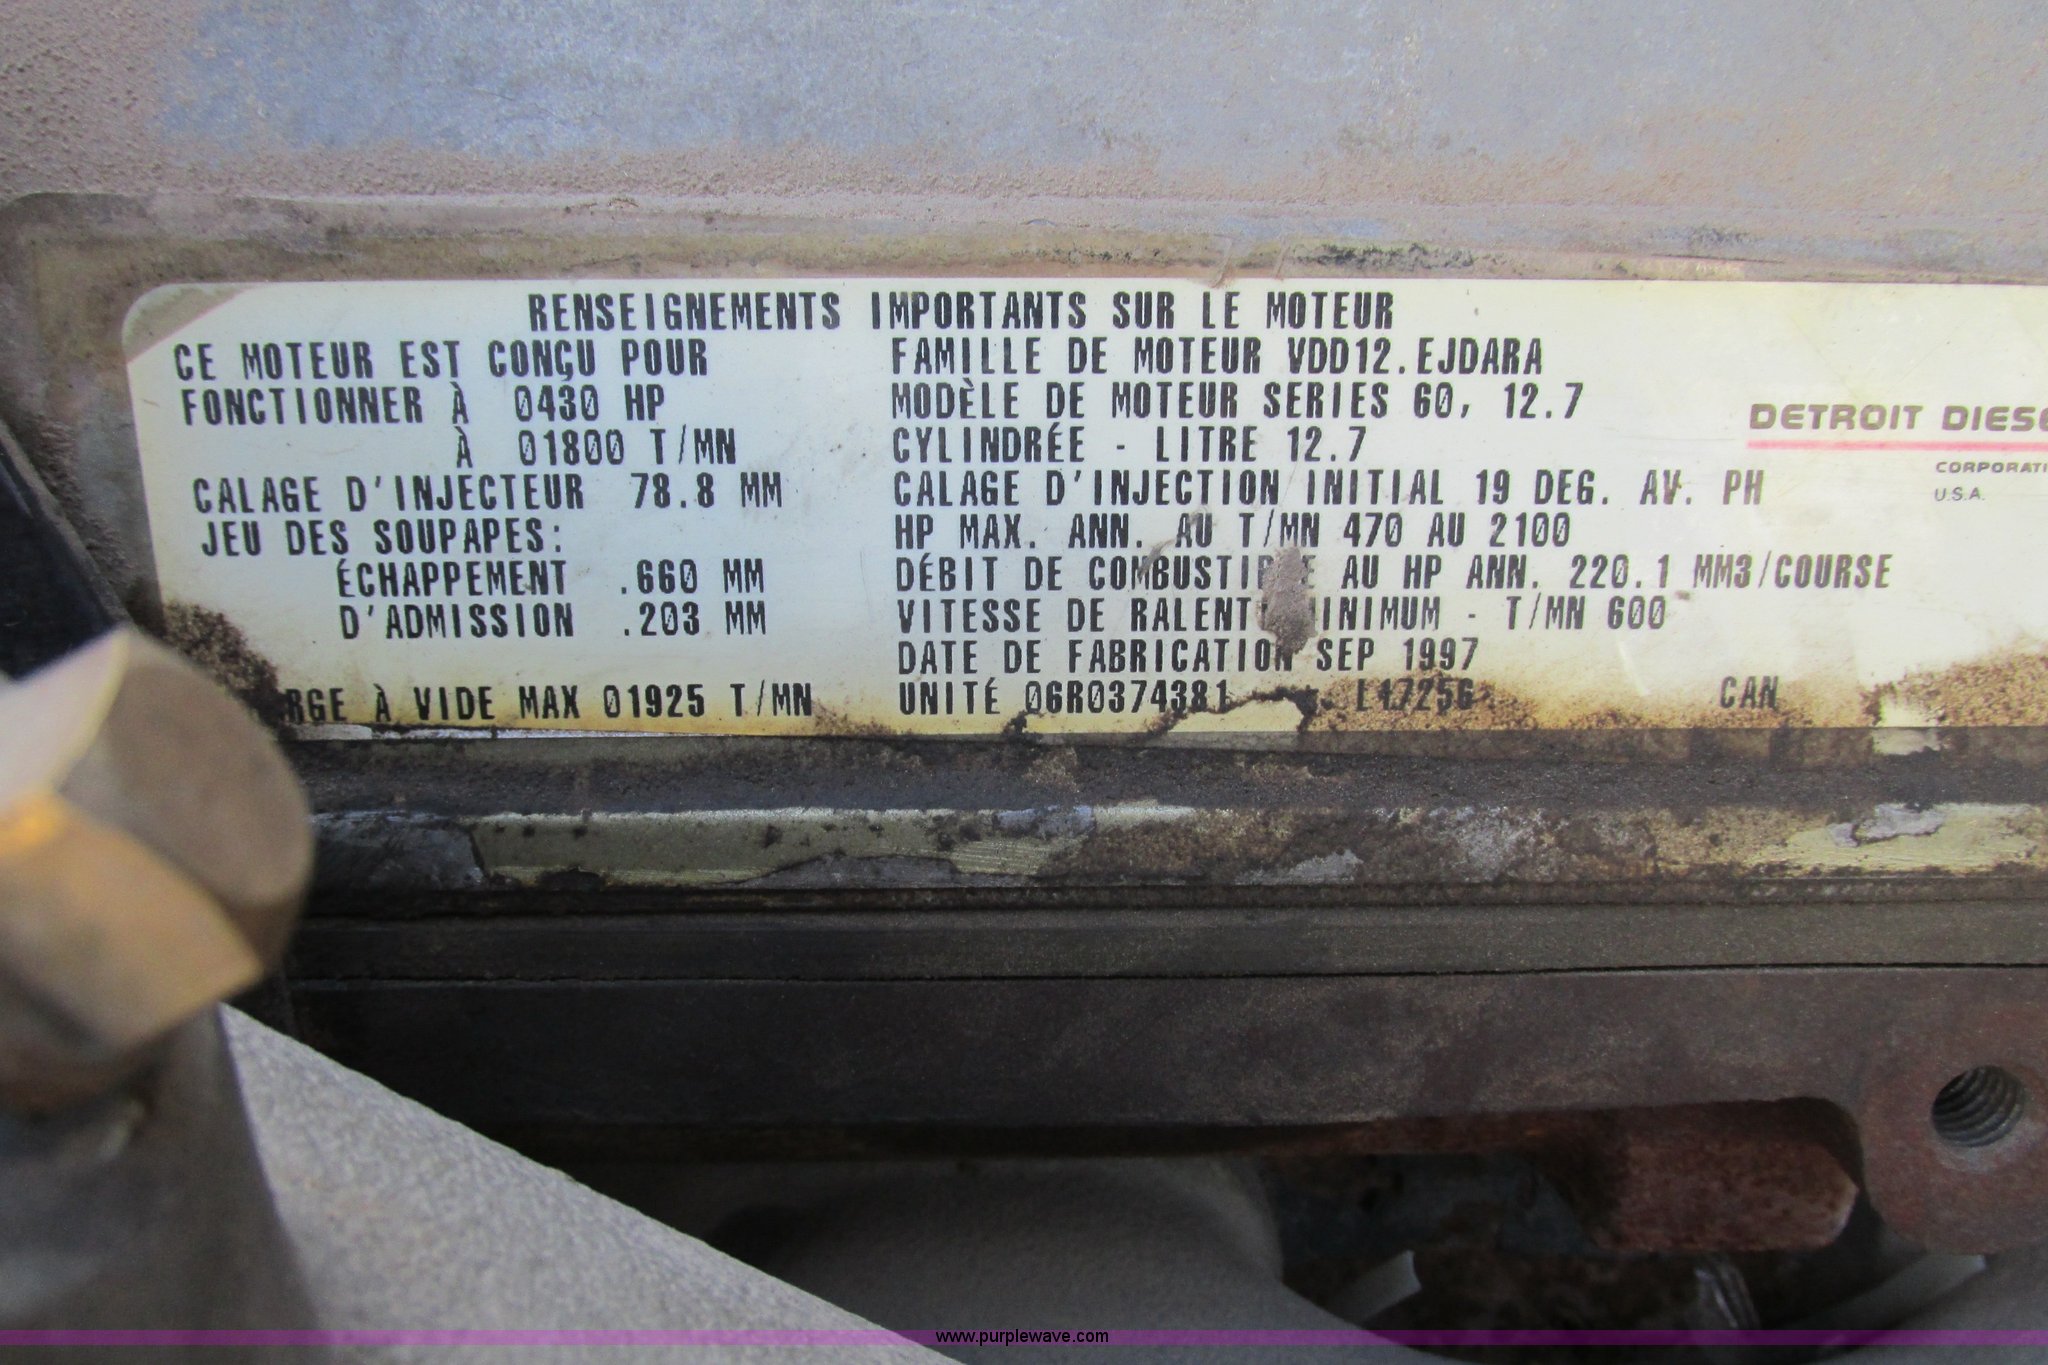 RENSEIGNEMENTS IMPORTANTS SUR LE MOTEUR
CE MOTEUR EST CONÇU POUR
FONCTIONNER À 0430 HP
À 01800 T/MN
CALAGE D'INJECTEUR 78.8 MM
JEU DES SOUPAPES:
ÉCHAPPEMENT .660 MM
D'ADMISSION .203 MM
À VIDE MAX 01925 T/MN
FAMILLE DE MOTEUR VDD12.EJDARA
MODÈLE DE MOTEUR SERIES 60, 12.7
CYLINDRÉE - LITRE 12.7
CALAGE D'INJECTION INITIAL 19 DEG. AV. PH
HP MAX. ANN. AU T/MN 470 AU 2100
DÉBIT DE COMBUSTIBLE AU HP ANN. 220.1 MM3/COURSE
VITESSE DE RALENTI MINIMUM - T/MN 600
DATE DE FABRICATION SEP 1997
UNITÉ 06R0374381 L17256 CAN
DETROIT DIESE
CORPORATI
U.S.A.
www.purplewave.com